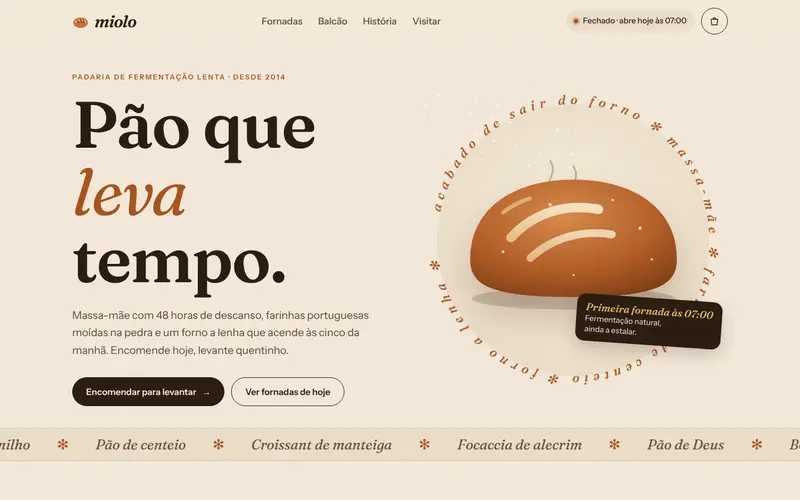 miolo
Fornadas Balcão História Visitar
Fechado · abre hoje às 07:00
PADARIA DE FERMENTAÇÃO LENTA · DESDE 2014
Pão que
leva
tempo.
Massa-mãe com 48 horas de descanso, farinhas portuguesas
moídas na pedra e um forno a lenha que acende às cinco da
manhã. Encomende hoje, levante quentinho.
Encomendar para levantar →
Ver fornadas de hoje
acabado de sair do forno ✻ massa-mãe ✻
de centeio ✻ forno a lenha ✻
Primeira fornada às 07:00
Fermentação natural,
ainda a estalar.
✻ Pão de centeio ✻ Croissant de manteiga ✻ Focaccia de alecrim ✻ Pão de Deus ✻